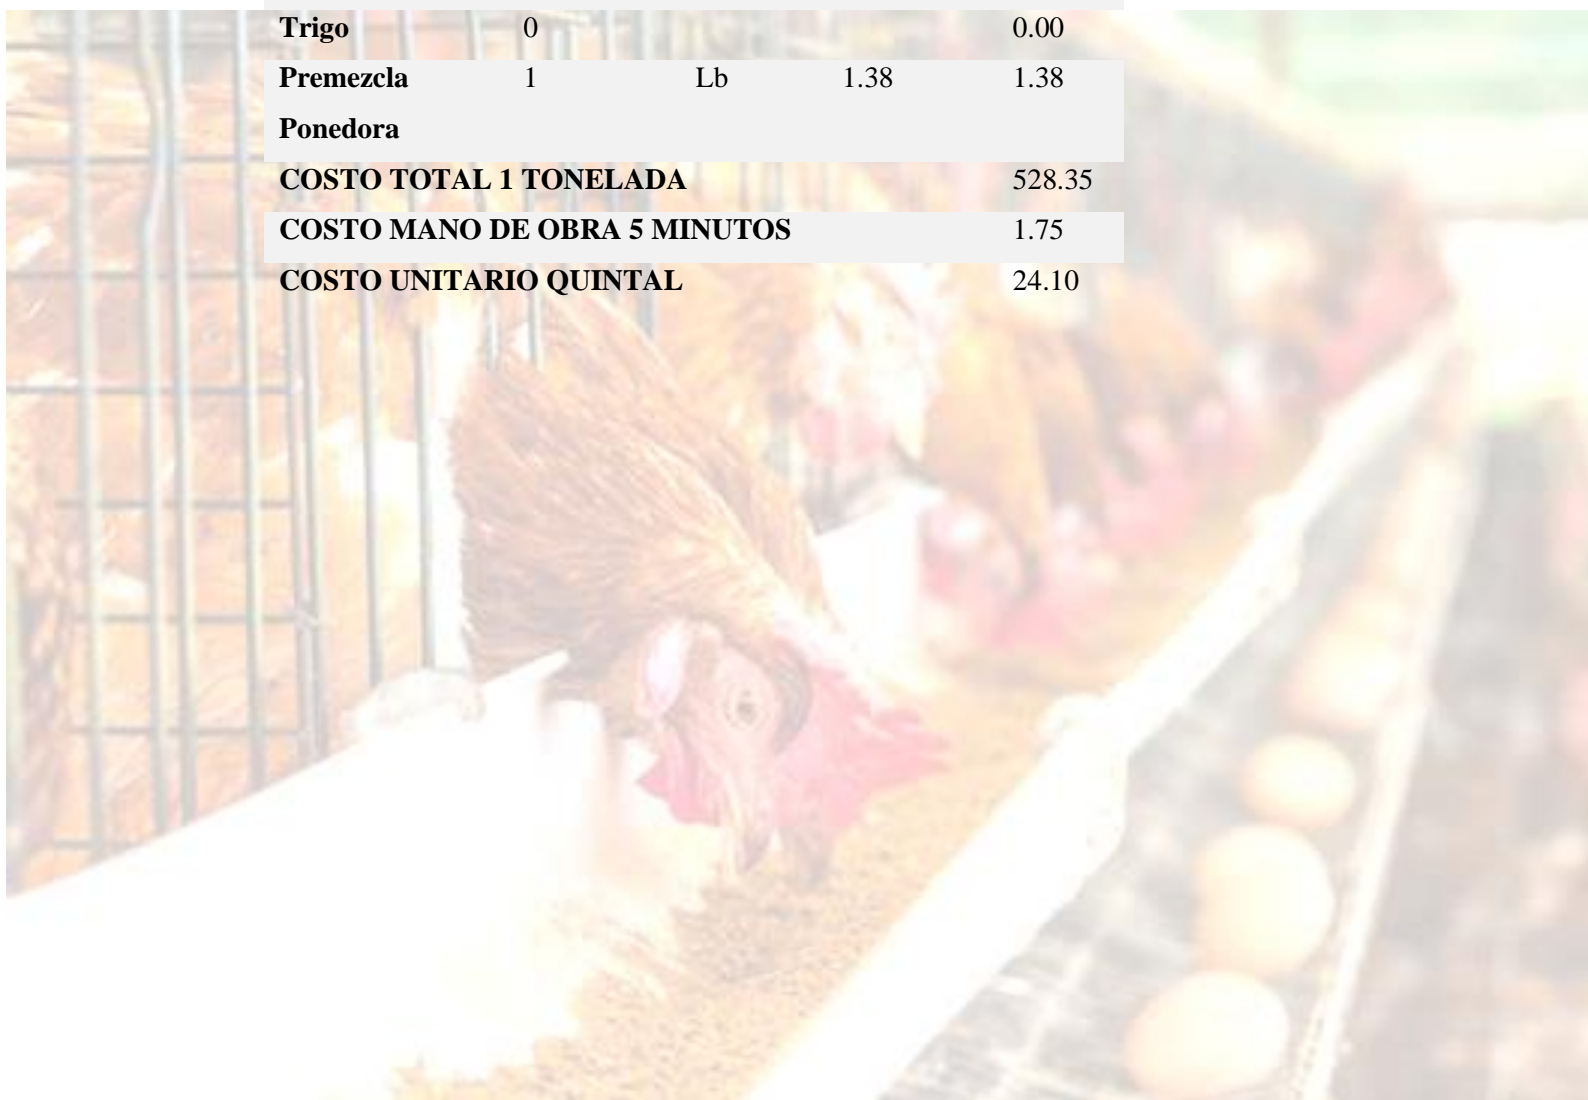 Trigo 0 0.00
Premezcla 1 Lb 1.38 1.38
Ponedora
COSTO TOTAL 1 TONELADA 528.35
COSTO MANO DE OBRA 5 MINUTOS 1.75
COSTO UNITARIO QUINTAL 24.10